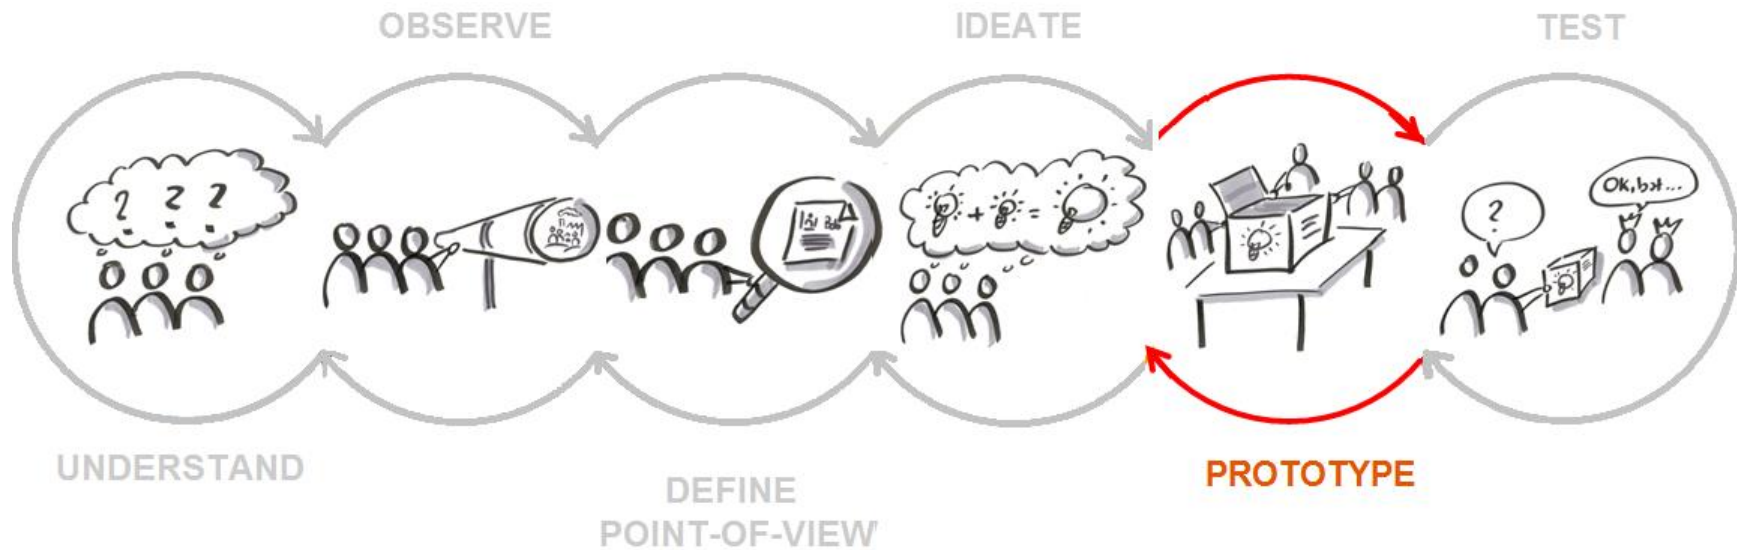 OBSERVE
IDEATE
TEST
? ? ?
+ =
?
Ok, but...
UNDERSTAND
DEFINE
POINT-OF-VIEW
PROTOTYPE